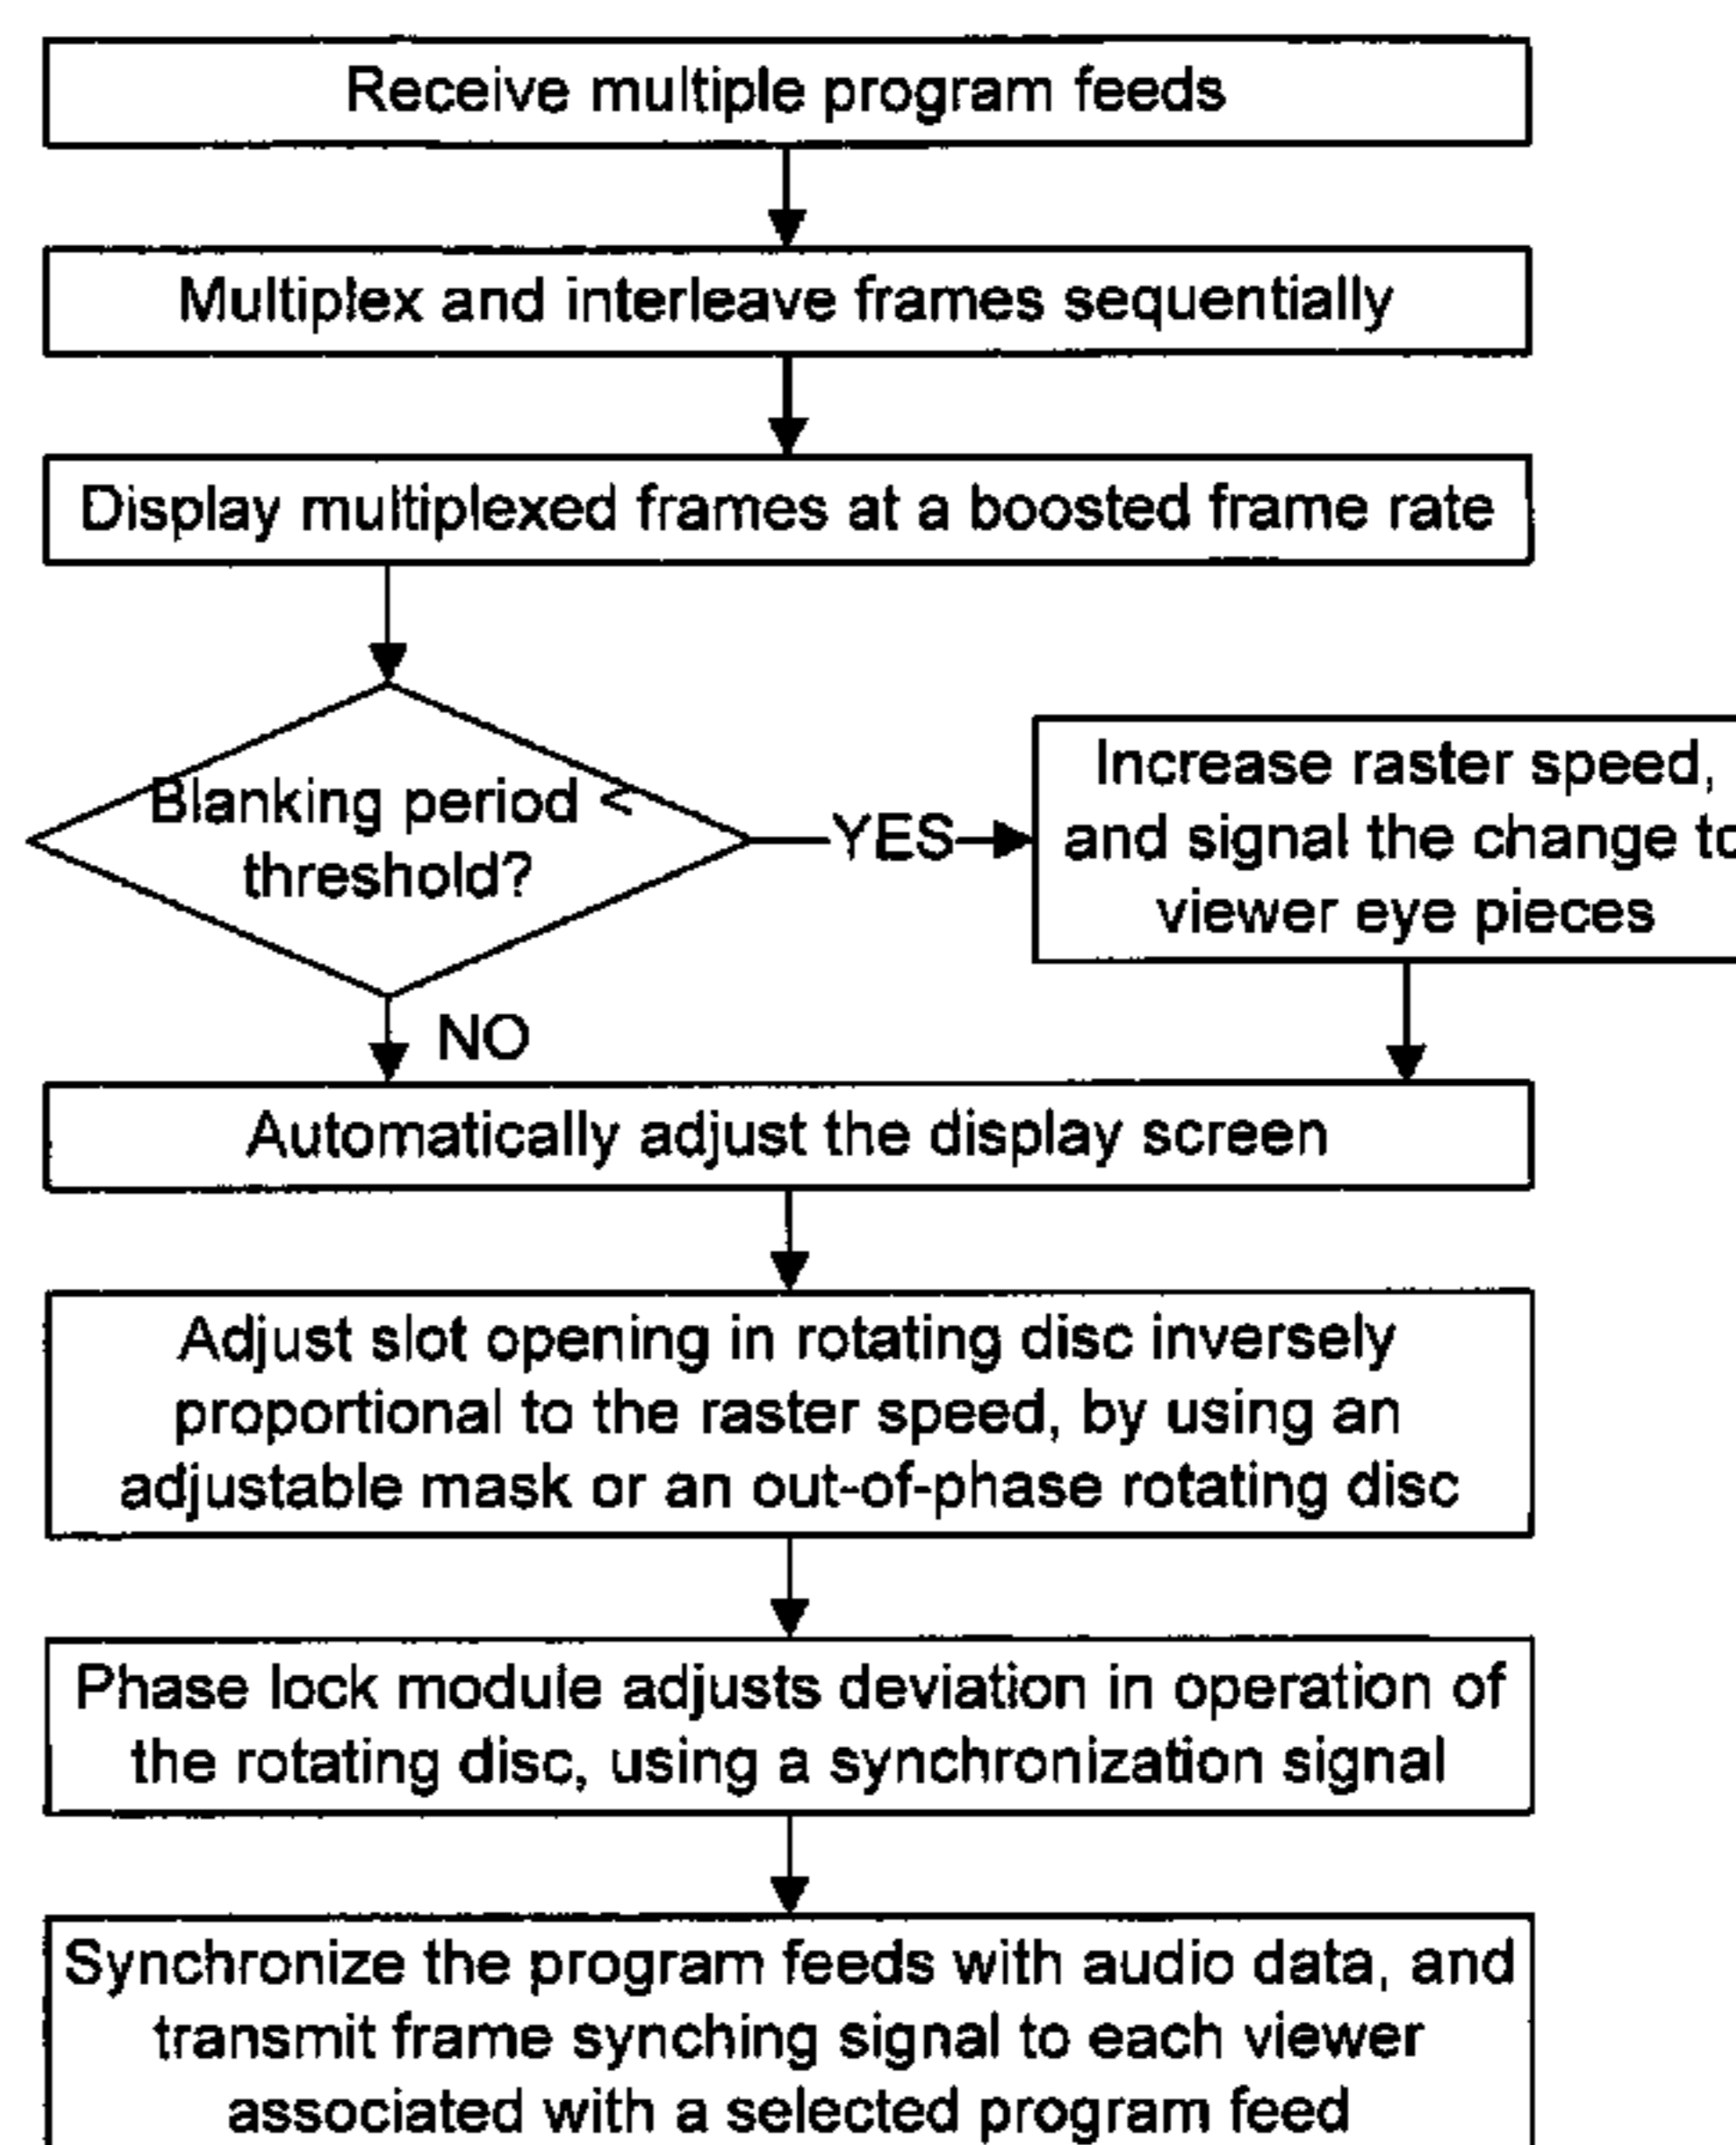 Receive multiple program feeds
Multiplex and interleave frames sequentially
Display multiplexed frames at a boosted frame rate
Blanking period <
threshold?
YES
Increase raster speed,
and signal the change to
viewer eye pieces
NO
Automatically adjust the display screen
Adjust slot opening in rotating disc inversely
proportional to the raster speed, by using an
adjustable mask or an out-of-phase rotating disc
Phase lock module adjusts deviation in operation of
the rotating disc, using a synchronization signal
Synchronize the program feeds with audio data, and
transmit frame synching signal to each viewer
associated with a selected program feed